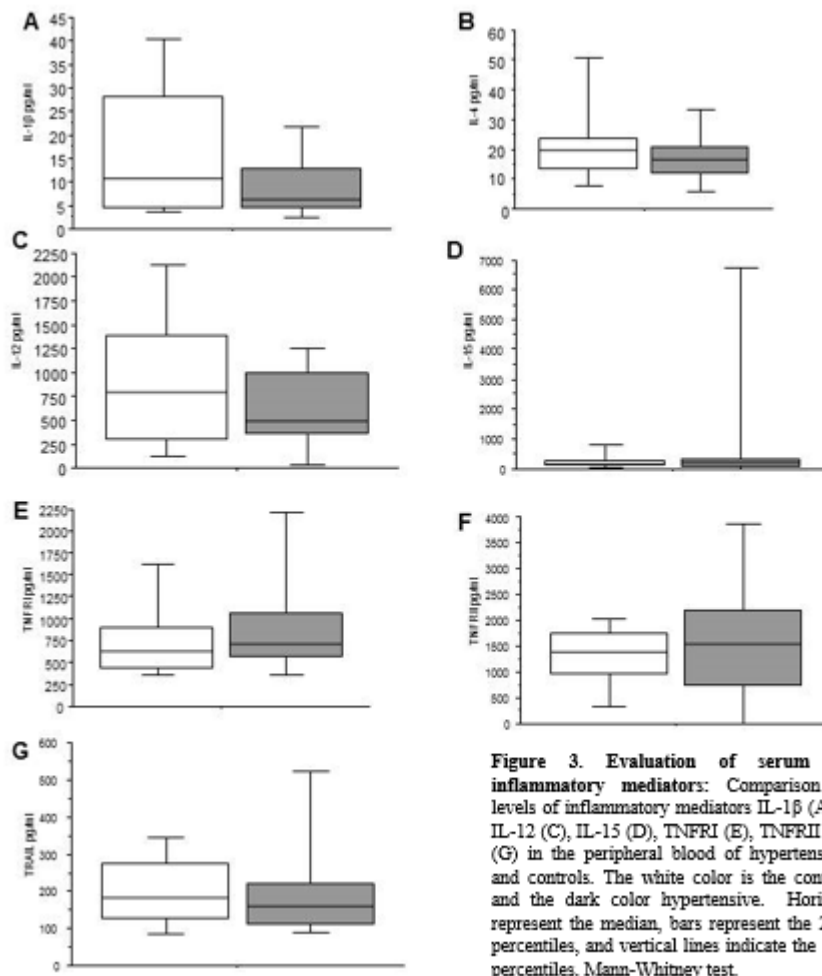 A
45
40
35
30
25
20
15
10
5
0
IL-1β pg/ml
B
60
50
40
30
20
10
0
IL-4 pg/ml
C
2250
2000
1750
1500
1250
1000
750
500
250
0
IL-12 pg/ml
D
7000
6000
5000
4000
3000
2000
1000
0
IL-15 pg/ml
E
2250
2000
1750
1500
1250
1000
750
500
250
0
TNFRI pg/ml
F
4000
3500
3000
2500
2000
1500
1000
500
0
TNFRII pg/ml
G
600
500
400
300
200
100
0
TRAIL pg/ml
Figure 3. Evaluation of serum
inflammatory mediators: Comparison
levels of inflammatory mediators IL-1β (A
IL-12 (C), IL-15 (D), TNFRI (E), TNFRII
(G) in the peripheral blood of hypertens
and controls. The white color is the con
and the dark color hypertensive. Hori
represent the median, bars represent the 2
percentiles, and vertical lines indicate the
percentiles. Mann-Whitney test.